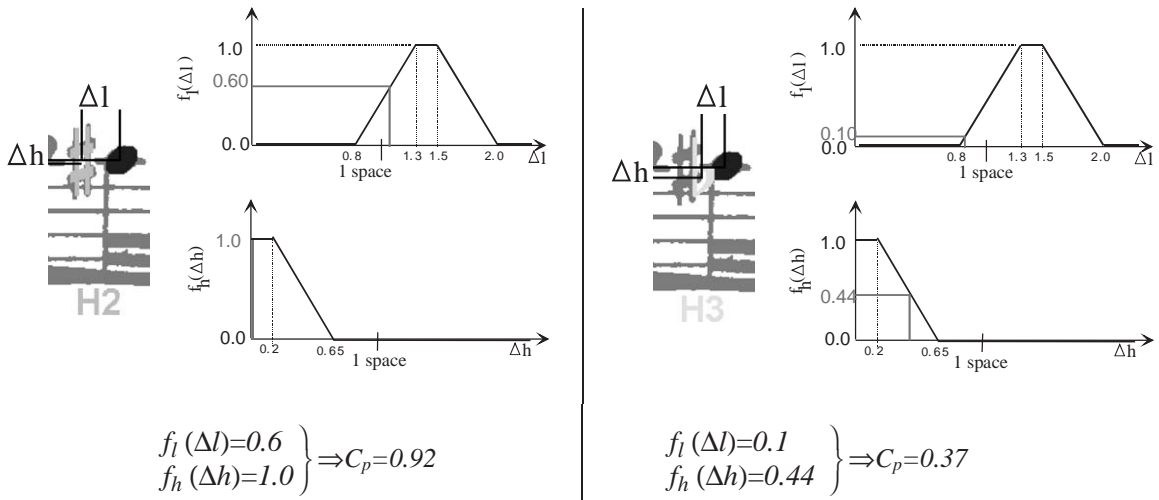 1.0
0.60
0.0
f_l(Δl)
0.8
1.3
1.5
2.0
Δl
1 space
Δl
Δh
H2
1.0
0.0
f_h(Δh)
0.2
0.65
1 space
Δh
f_l (Δl)=0.6
f_h (Δh)=1.0
⇒C_p=0.92
1.0
0.10
0.0
f_l(Δl)
0.8
1.3
1.5
2.0
Δl
1 space
Δl
Δh
H3
1.0
0.44
0.0
f_h(Δh)
0.2
0.65
1 space
Δh
f_l (Δl)=0.1
f_h (Δh)=0.44
⇒C_p=0.37